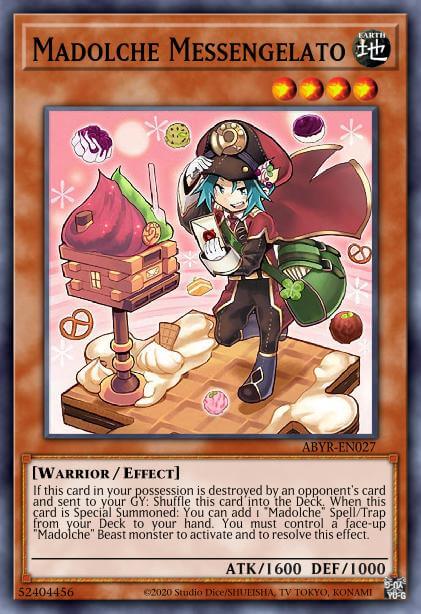 MADOLCHE MESSENGELATO
EARTH
地
ABYR-EN027
[WARRIOR / EFFECT]
If this card in your possession is destroyed by an opponent's card
and sent to your GY: Shuffle this card into the Deck. When this
card is Special Summoned: You can add 1 "Madolche" Spell/Trap
from your Deck to your hand. You must control a face-up
"Madolche" Beast monster to activate and to resolve this effect.
ATK/1600 DEF/1000
52404456
©2020 Studio Dice/SHUEISHA, TV TOKYO, KONAMI